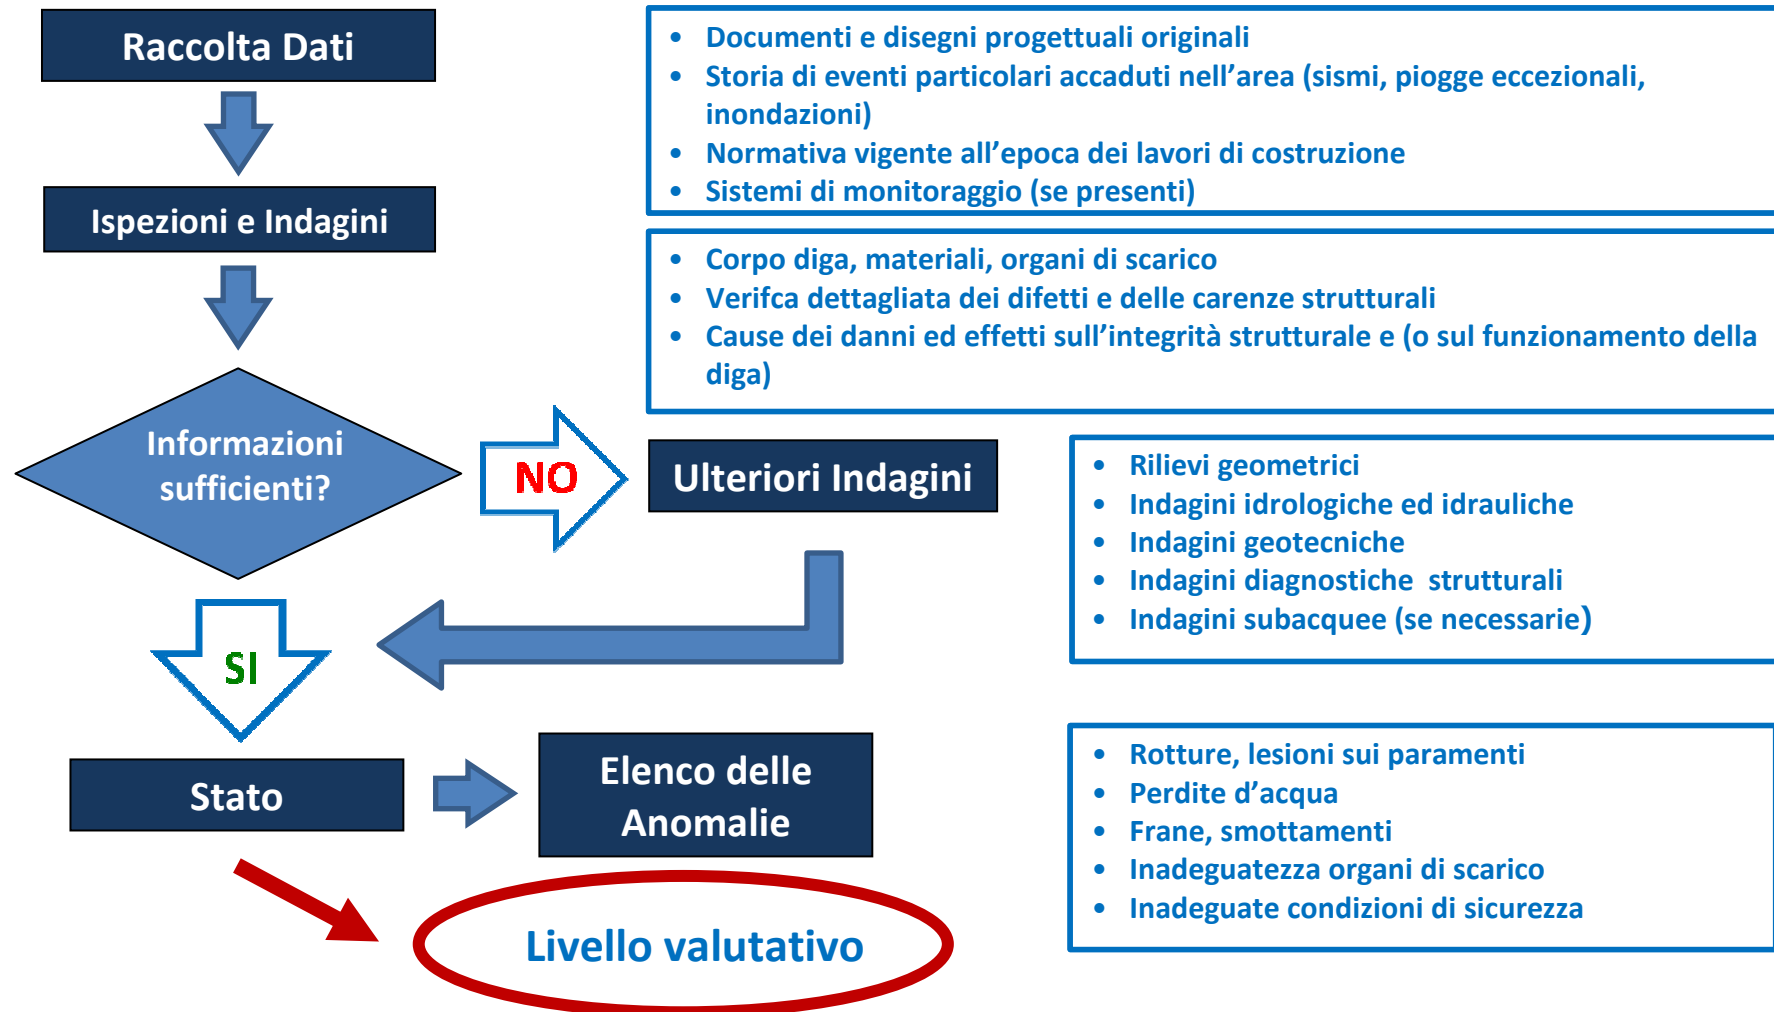 Raccolta Dati
• Documenti e disegni progettuali originali
• Storia di eventi particolari accaduti nell’area (sismi, piogge eccezionali,
inondazioni)
• Normativa vigente all’epoca dei lavori di costruzione
• Sistemi di monitoraggio (se presenti)
Ispezioni e Indagini
• Corpo diga, materiali, organi di scarico
• Verifca dettagliata dei difetti e delle carenze strutturali
• Cause dei danni ed effetti sull’integrità strutturale e (o sul funzionamento della
diga)
Informazioni
sufficienti?
NO
Ulteriori Indagini
• Rilievi geometrici
• Indagini idrologiche ed idrauliche
• Indagini geotecniche
• Indagini diagnostiche strutturali
• Indagini subacquee (se necessarie)
SI
Stato
Elenco delle
Anomalie
• Rotture, lesioni sui paramenti
• Perdite d’acqua
• Frane, smottamenti
• Inadeguatezza organi di scarico
• Inadeguate condizioni di sicurezza
Livello valutativo